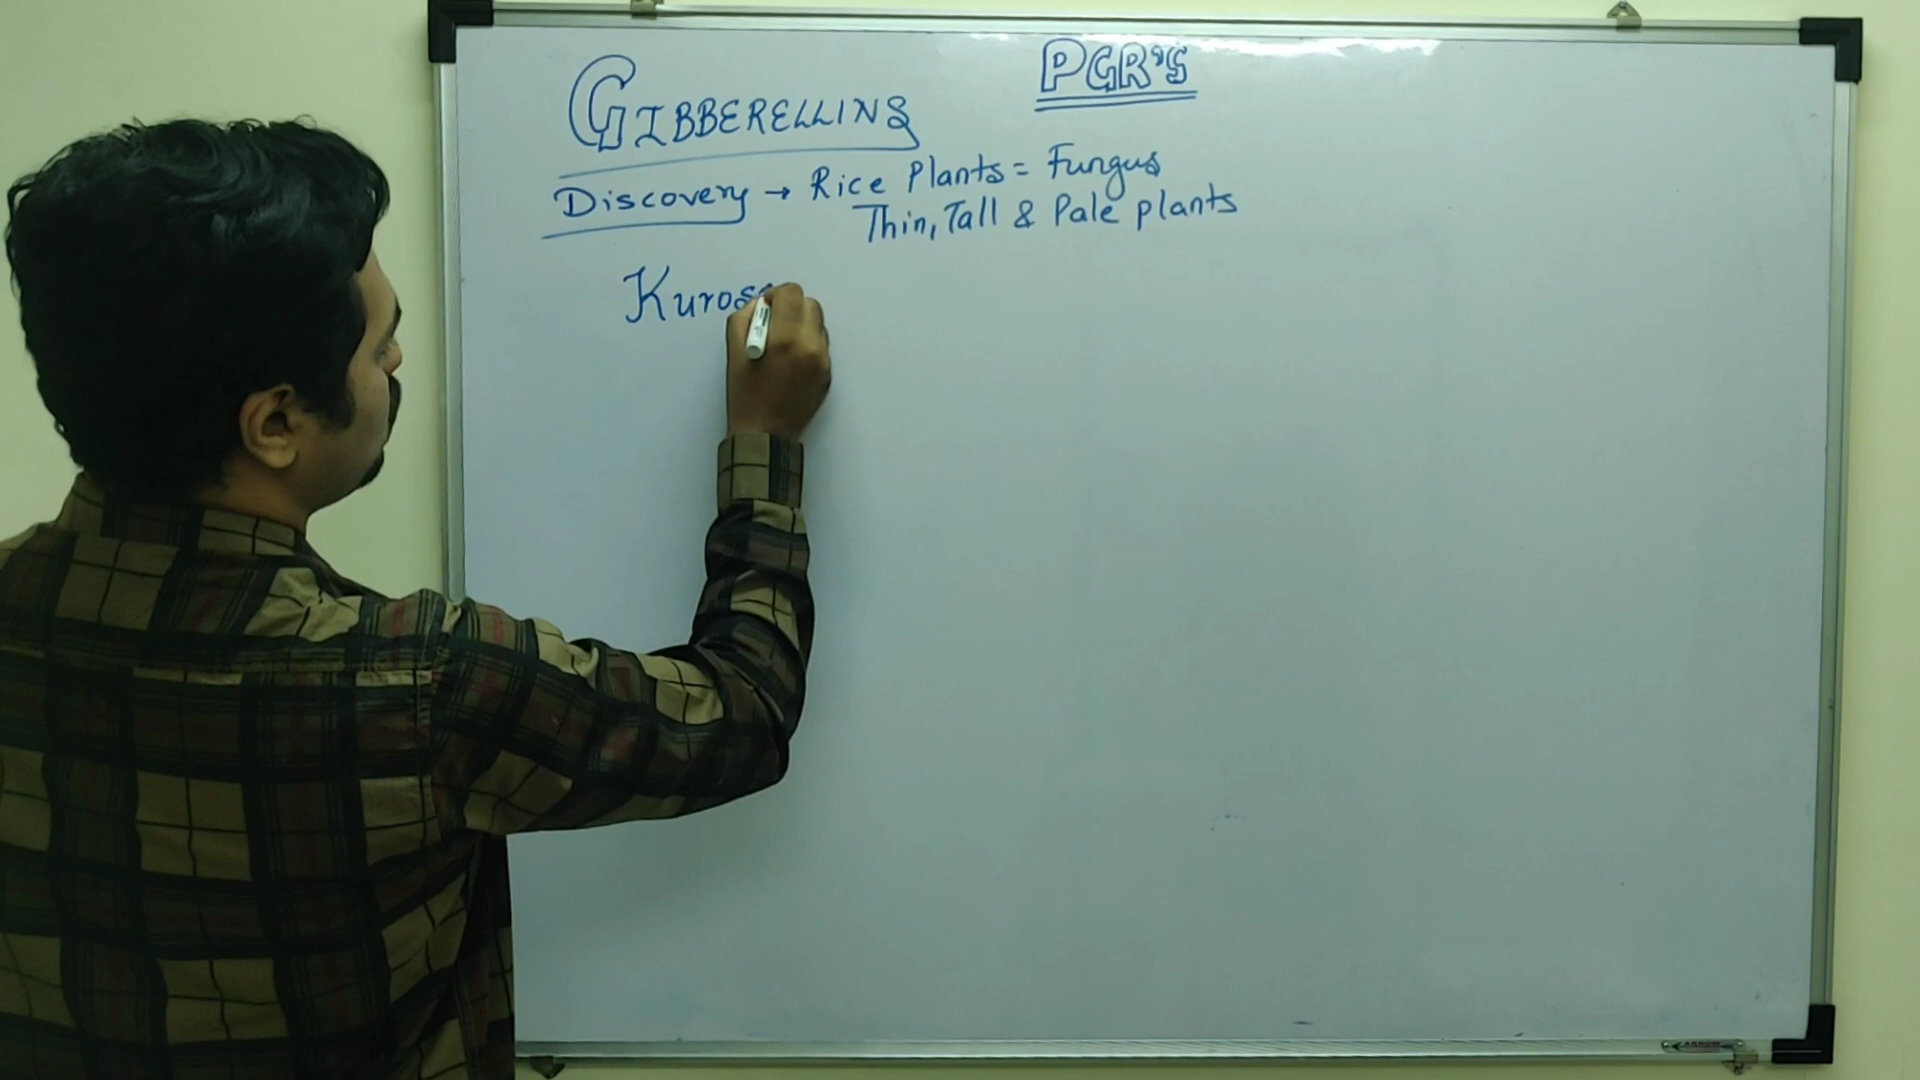 PGR'S
GIBBERELLINS
Discovery → Rice Plants = Fungus
Thin, Tall & Pale plants
Kuros